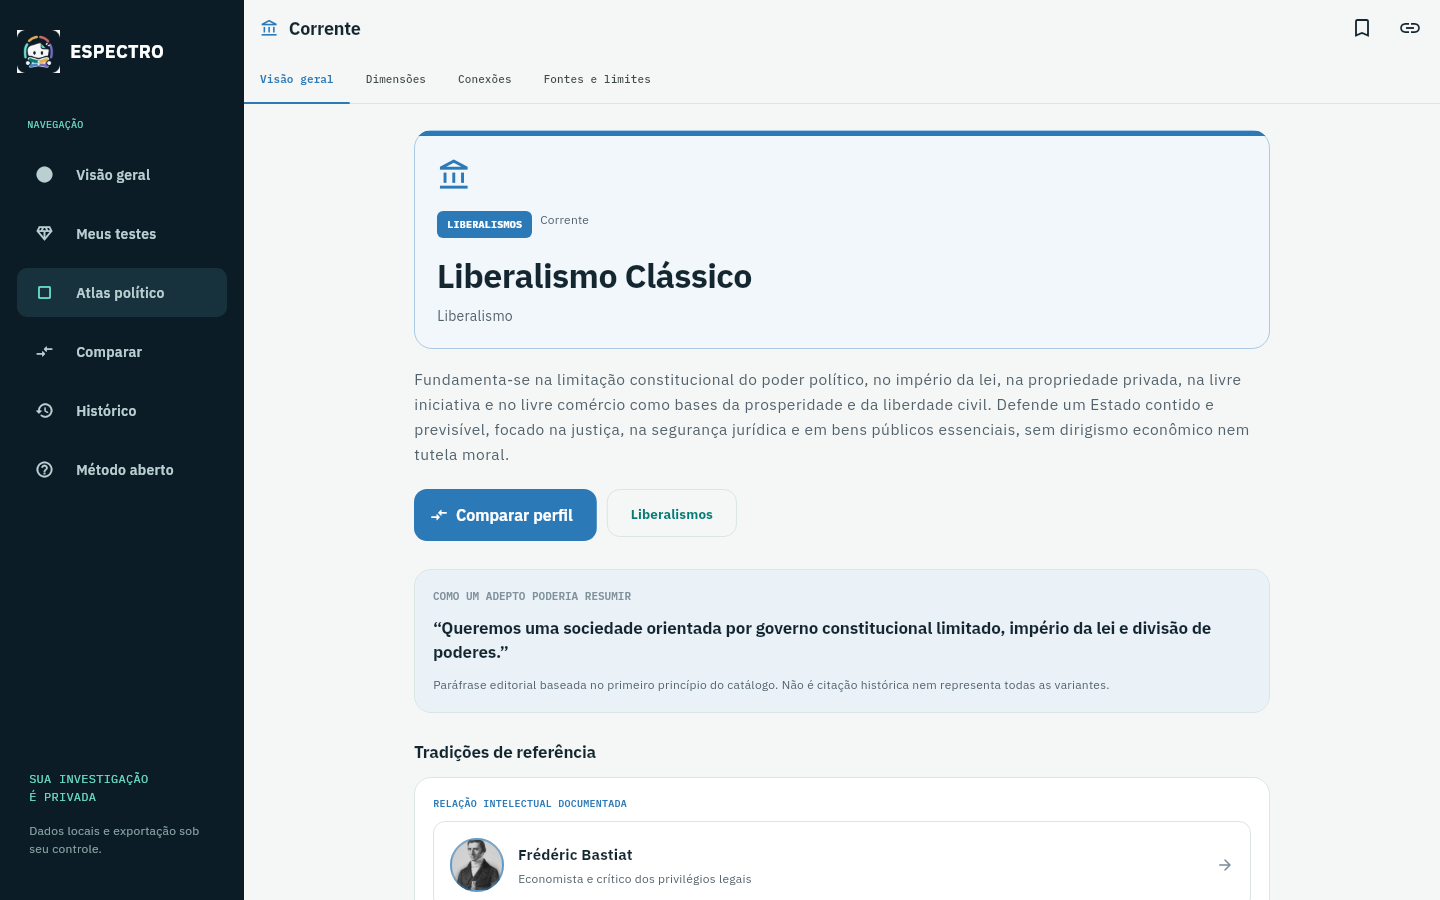 ESPECTRO
NAVEGAÇÃO
Visão geral
Meus testes
Atlas político
Comparar
Histórico
Método aberto
SUA INVESTIGAÇÃO
É PRIVADA
Dados locais e exportação sob
seu controle.
Corrente
Visão geral
Dimensões
Conexões
Fontes e limites
LIBERALISMOS
Corrente
Liberalismo Clássico
Liberalismo
Fundamenta-se na limitação constitucional do poder político, no império da lei, na propriedade privada, na livre
iniciativa e no livre comércio como bases da prosperidade e da liberdade civil. Defende um Estado contido e
previsível, focado na justiça, na segurança jurídica e em bens públicos essenciais, sem dirigismo econômico nem
tutela moral.
Comparar perfil
Liberalismos
COMO UM ADEPTO PODERIA RESUMIR
“Queremos uma sociedade orientada por governo constitucional limitado, império da lei e divisão de
poderes.”
Paráfrase editorial baseada no primeiro princípio do catálogo. Não é citação histórica nem representa todas as variantes.
Tradições de referência
RELAÇÃO INTELECTUAL DOCUMENTADA
Frédéric Bastiat
Economista e crítico dos privilégios legais